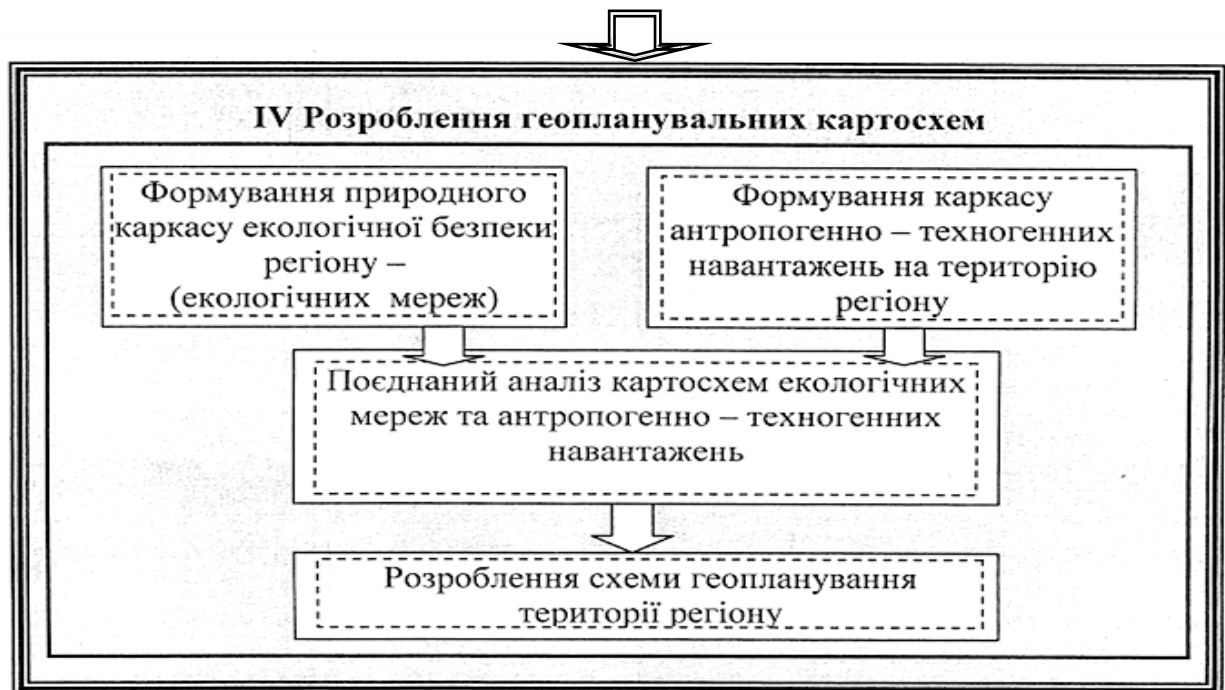 IV Розроблення геопланувальних картосхем
Формування природного
каркасу екологічної безпеки
регіону –
(екологічних мереж)
Формування каркасу
антропогенно – техногенних
навантажень на територію
регіону
Поєднаний аналіз картосхем екологічних
мереж та антропогенно – техногенних
навантажень
Розроблення схеми геопланування
території регіону